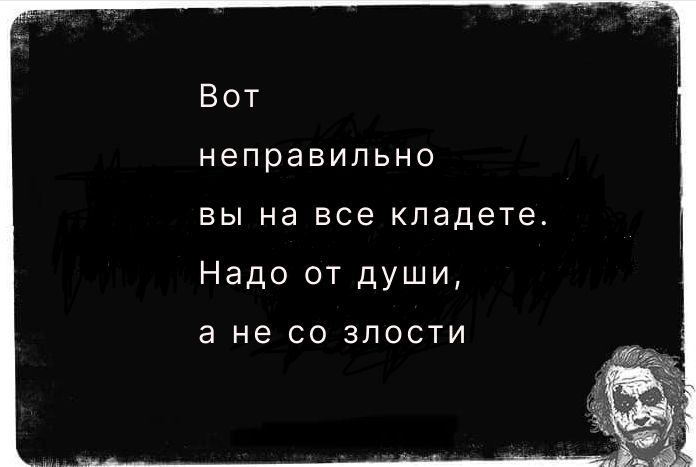 Вот
неправильно
вы на все кладете.
Надо от души,
а не со злости